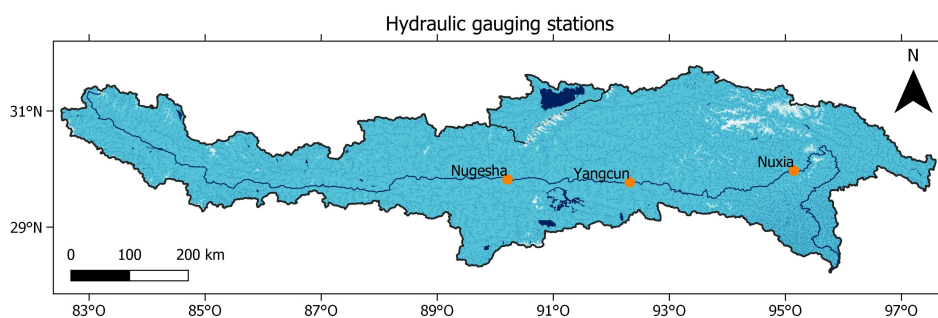 Hydraulic gauging stations
N
31°N
Nugesha
Yangcun
Nuxia
29°N
0 100 200 km
83°O 85°O 87°O 89°O 91°O 93°O 95°O 97°O